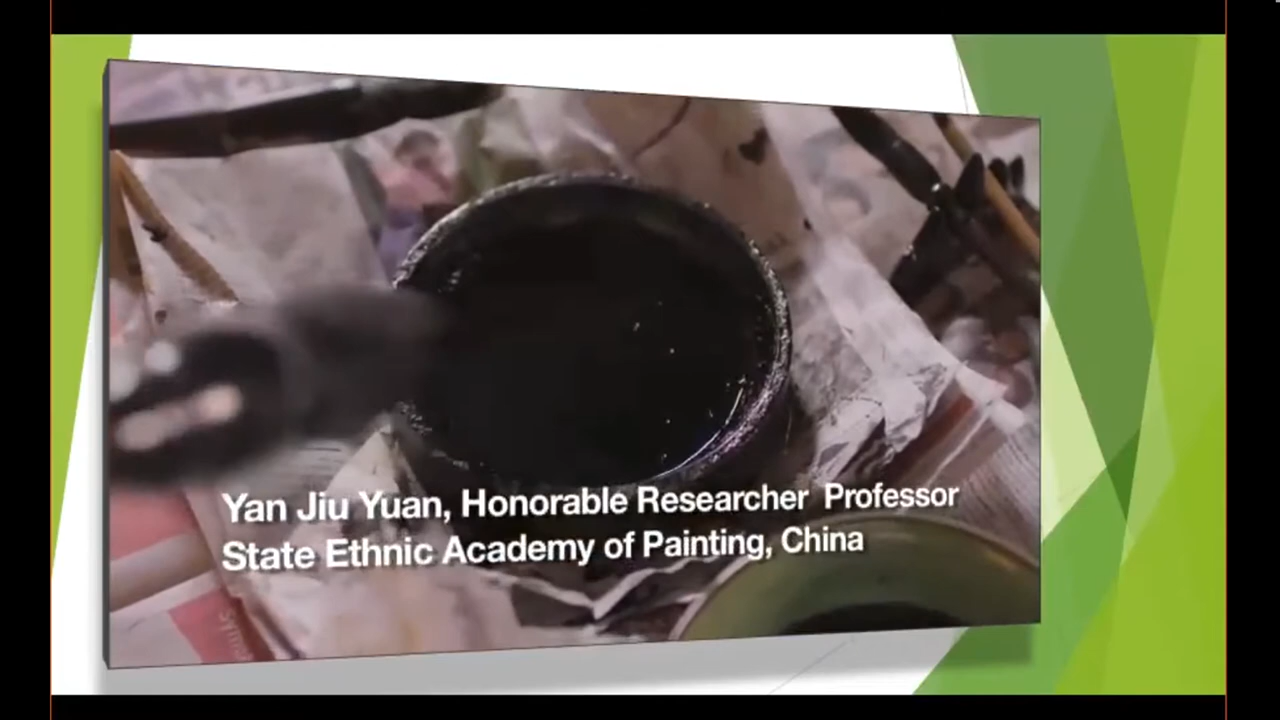 Yan Jiu Yuan, Honorable Researcher Professor
State Ethnic Academy of Painting, China